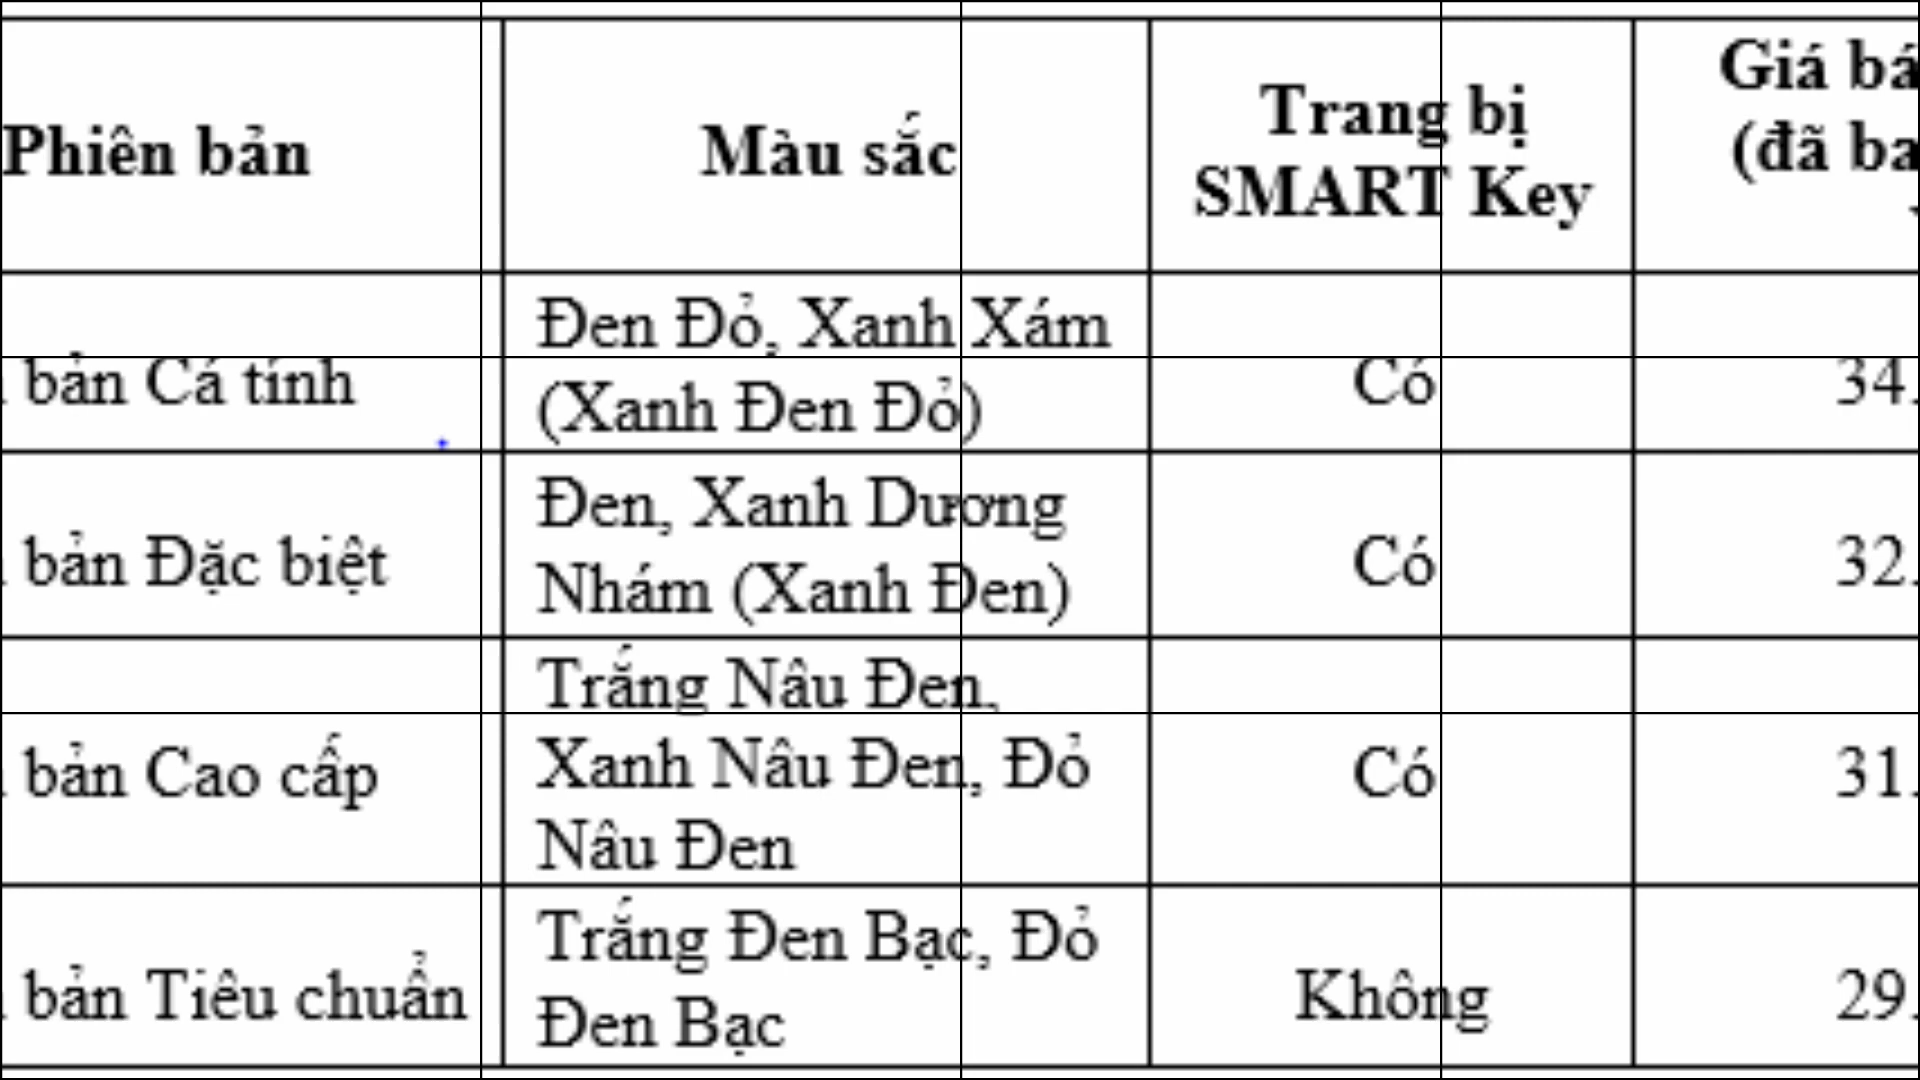 Phiên bản
Màu sắc
Trang bị
SMART Key
Giá bá
(đã ba
bản Cá tính
Đen Đỏ, Xanh Xám
(Xanh Đen Đỏ)
Có
34.
bản Đặc biệt
Đen, Xanh Dương
Nhám (Xanh Đen)
Có
32.
bản Cao cấp
Trắng Nâu Đen,
Xanh Nâu Đen, Đỏ
Nâu Đen
Có
31.
bản Tiêu chuẩn
Trắng Đen Bạc, Đỏ
Đen Bạc
Không
29.